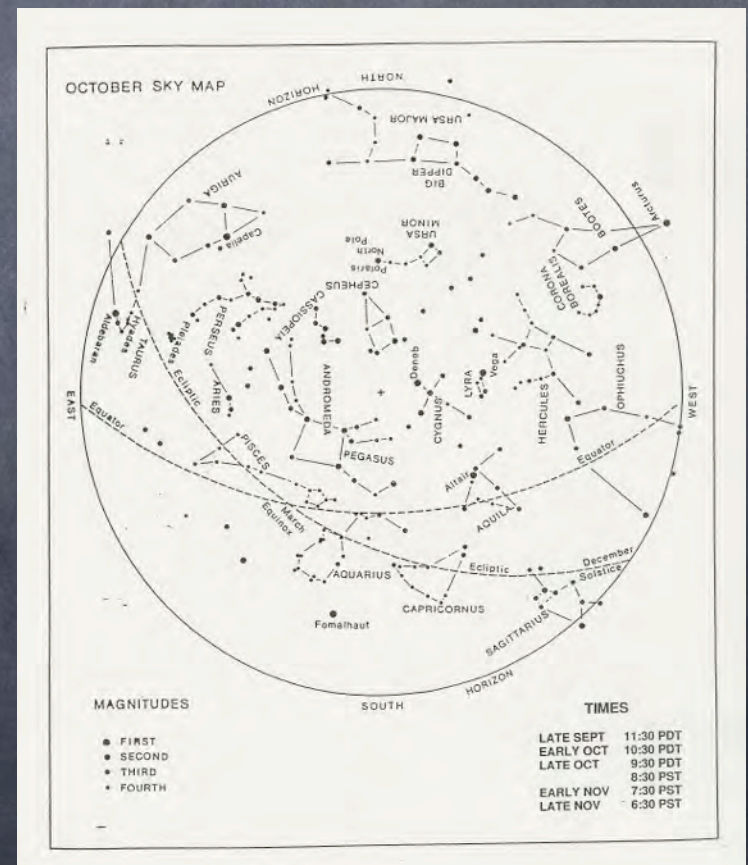 OCTOBER SKY MAP
NORTH
HORIZON
URSA MAJOR
BIG
DIPPER
AURIGA
Capella
URSA
MINOR
North
Pole
Polaris
BOOTES
Arcturus
CORONA
BOREALIS
CEPHEUS
CASSIOPEIA
PERSEUS
Pleiades
Hyades
TAURUS
Aldebaran
Ecliptic
ARIES
ANDROMEDA
Deneb
CYGNUS
LYRA
Vega
HERCULES
OPHIUCHUS
EAST
WEST
Equator
PISCES
PEGASUS
Equator
March
Equinox
Altair
AQUILA
AQUARIUS
Ecliptic
December
Solstice
CAPRICORNUS
SAGITTARIUS
Fomalhaut
HORIZON
SOUTH
MAGNITUDES
FIRST
SECOND
THIRD
FOURTH
TIMES
LATE SEPT 11:30 PDT
EARLY OCT 10:30 PDT
LATE OCT 9:30 PDT
8:30 PST
EARLY NOV 7:30 PST
LATE NOV 6:30 PST